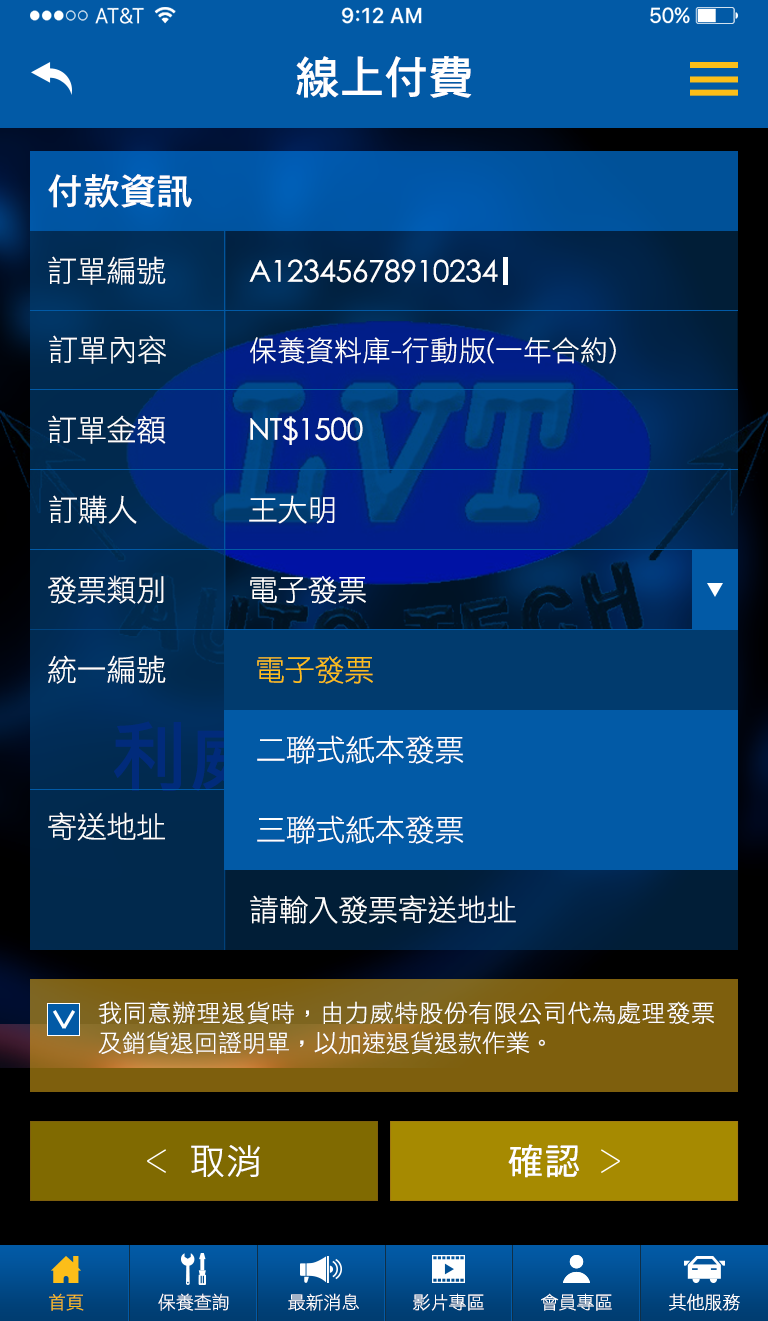 AT&T 9:12 AM 50%
線上付費
付款資訊
訂單編號 A12345678910234
訂單內容 保養資料庫-行動版(一年合約)
訂單金額 NT$1500
訂購人 王大明
發票類別 電子發票
統一編號 電子發票
二聯式紙本發票
寄送地址 三聯式紙本發票
請輸入發票寄送地址
LVT
AUTO TECH
利
我同意辦理退貨時,由力威特股份有限公司代為處理發票
及銷貨退回證明單,以加速退貨退款作業。
< 取消 確認 >
首頁 保養查詢 最新消息 影片專區 會員專區 其他服務